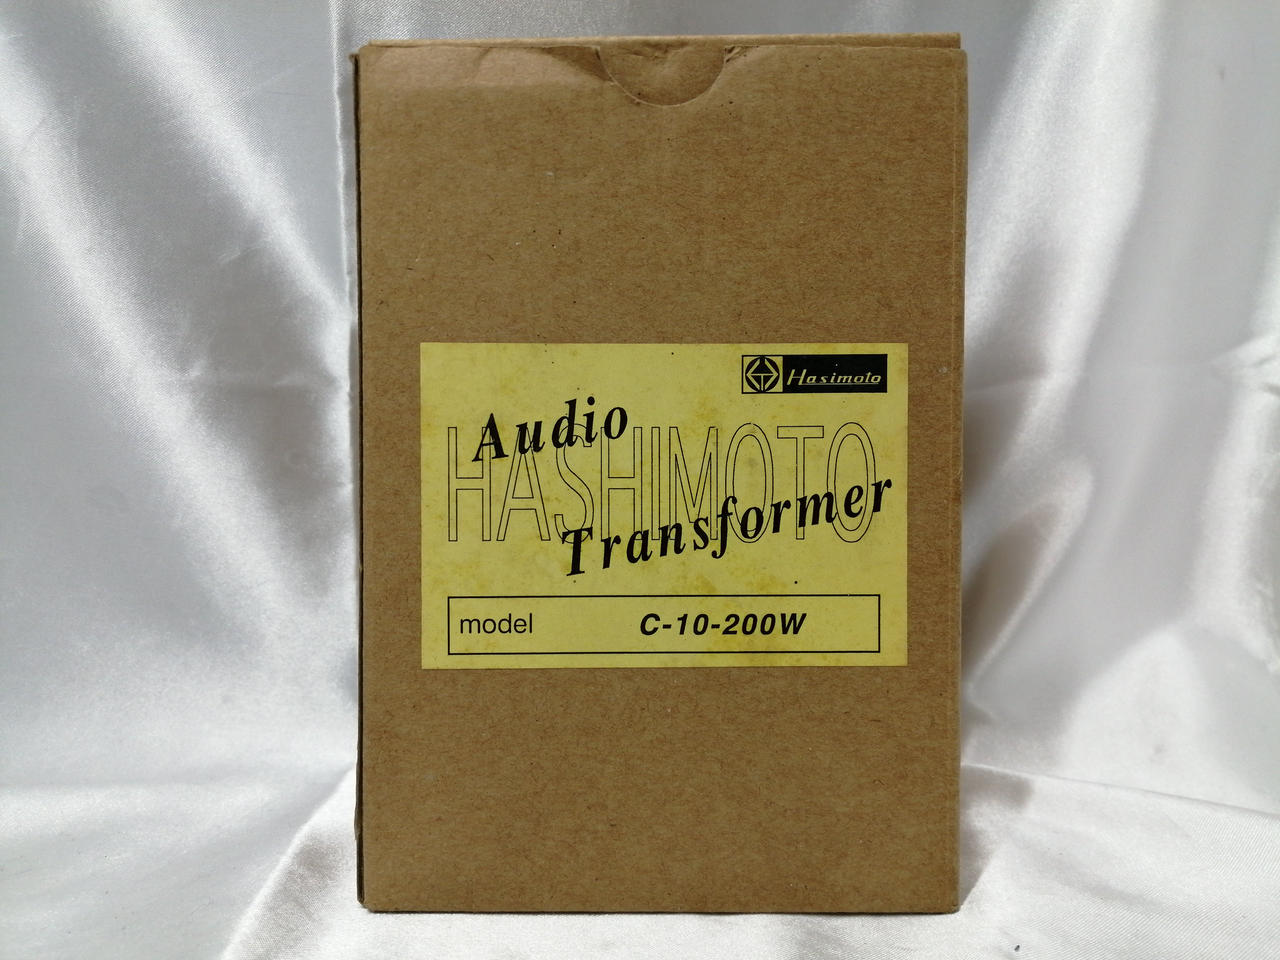 Hasimoto
HASHIMOTO
Audio
Transformer
model C-10-200W